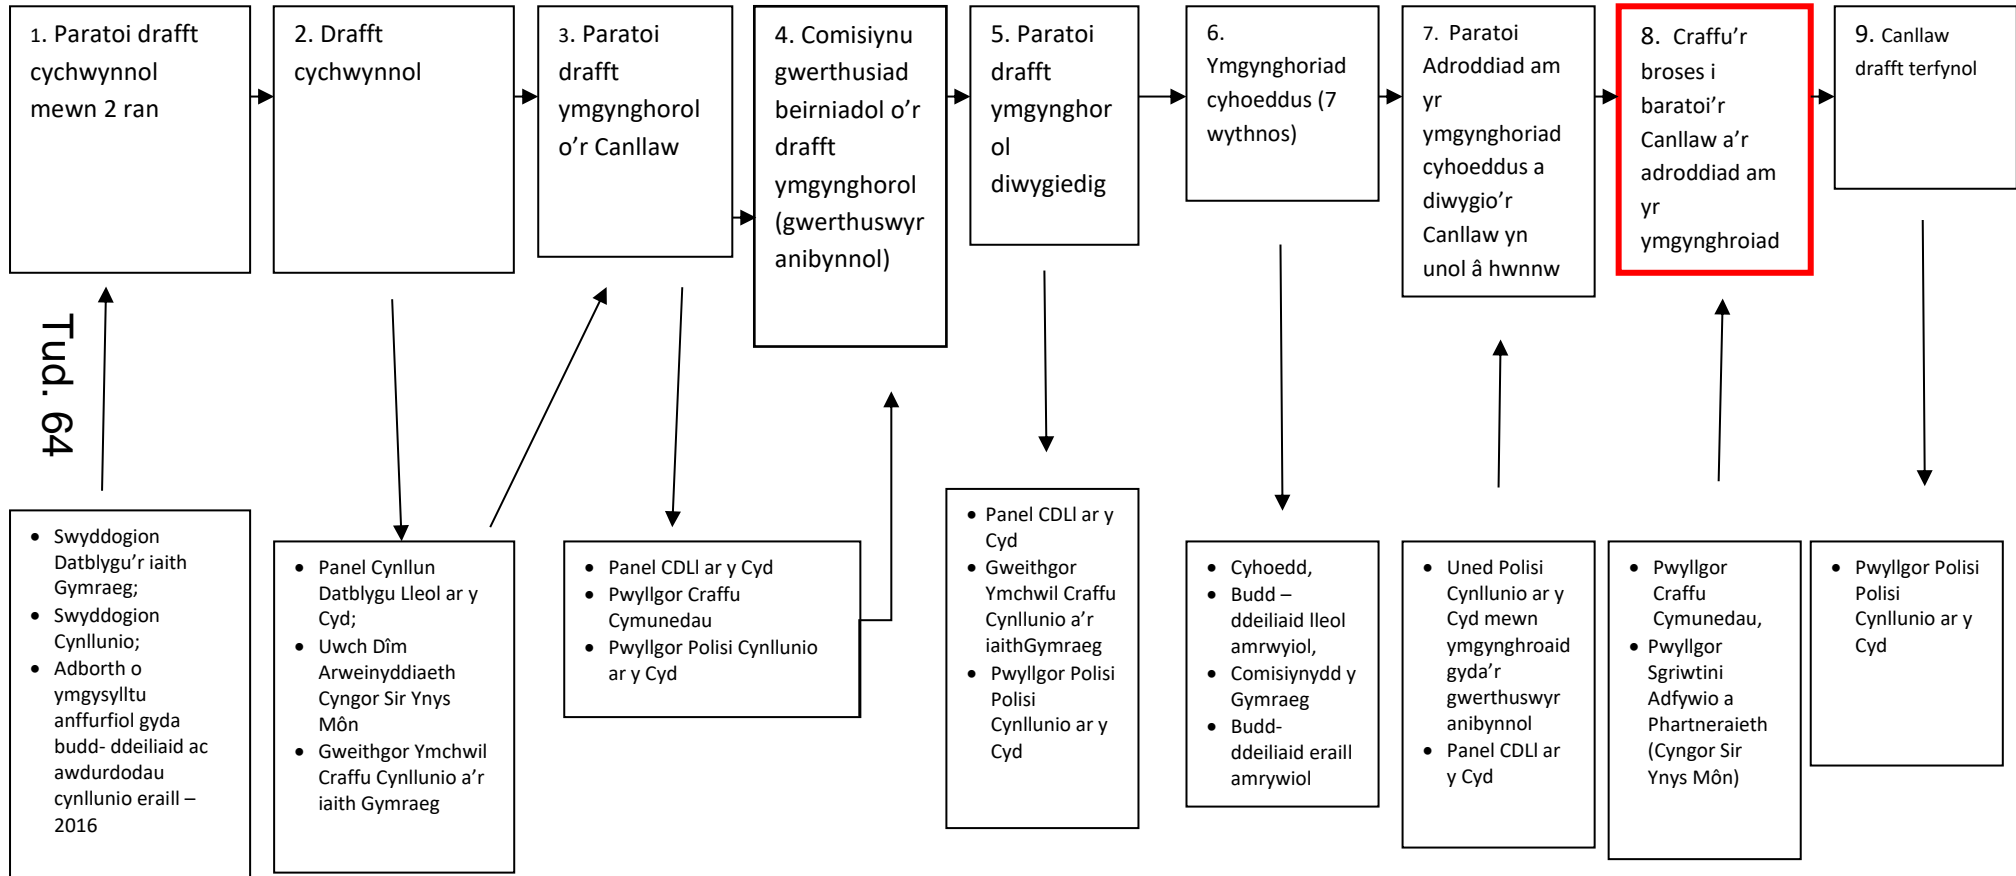 1. Paratoi drafft
cychwynnol
mewn 2 ran
2. Drafft
cychwynnol
3. Paratoi
drafft
ymgynghorol
o'r Canllaw
4. Comisiynu
gwerthusiad
beirniadol o'r
drafft
ymgynghorol
(gwerthuswyr
anibynnol)
5. Paratoi
drafft
ymgynghor
ol
diwygiedig
6.
Ymgynghoriad
cyhoeddus (7
wythnos)
7. Paratoi
Adroddiad am
yr
ymgynghoriad
cyhoeddus a
diwygio'r
Canllaw yn
unol â hwnnw
8. Craffu'r
broses i
baratoi'r
Canllaw a'r
adroddiad am
yr
ymgynghroiad
9. Canllaw
drafft terfynol
Tud. 64
• Swyddogion
Datblygu'r iaith
Gymraeg;
• Swyddogion
Cynllunio;
• Adborth o
ymgysylltu
anffurfiol gyda
budd- ddeiliaid ac
awdurdodau
cynllunio eraill –
2016
• Panel Cynllun
Datblygu Lleol ar y
Cyd;
• Uwch Dîm
Arweinyddiaeth
Cyngor Sir Ynys
Môn
• Gweithgor Ymchwil
Craffu Cynllunio a'r
iaith Gymraeg
• Panel CDLl ar y Cyd
• Pwyllgor Craffu
Cymunedau
• Pwyllgor Polisi Cynllunio
ar y Cyd
• Panel CDLl ar y
Cyd
• Gweithgor
Ymchwil Craffu
Cynllunio a'r
iaithGymraeg
• Pwyllgor Polisi
Polisi
Cynllunio ar y
Cyd
• Cyhoedd,
• Budd –
ddeiliaid lleol
amrwyiol,
• Comisiynydd y
Gymraeg
• Budd-
ddeiliaid eraill
amrywiol
• Uned Polisi
Cynllunio ar y
Cyd mewn
ymgynghroaid
gyda'r
gwerthuswyr
anibynnol
• Panel CDLl ar
y Cyd
• Pwyllgor
Craffu
Cymunedau,
• Pwyllgor
Sgriwtini
Adfywio a
Phartneraieth
(Cyngor Sir
Ynys Môn)
• Pwyllgor Polisi
Polisi
Cynllunio ar y
Cyd